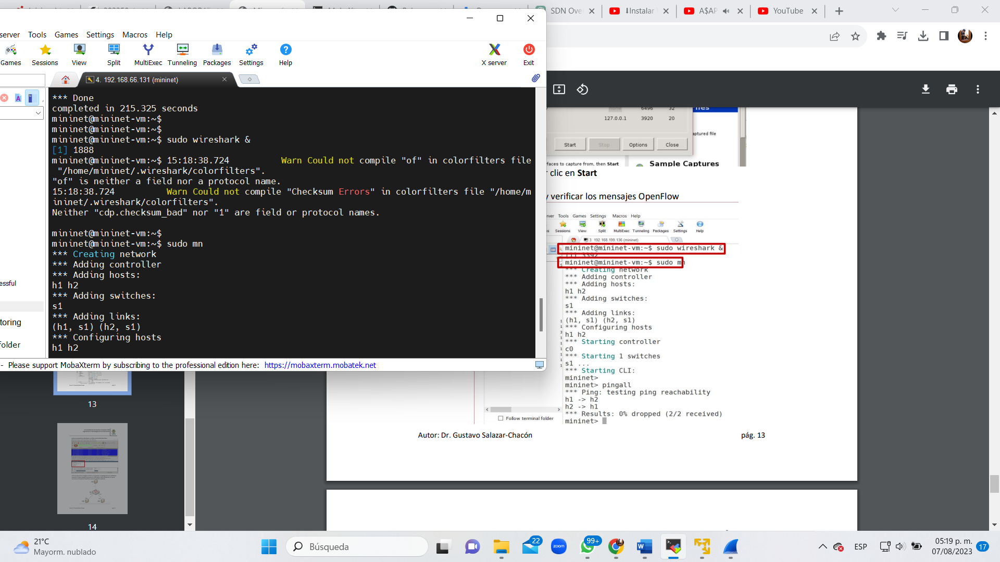 SDN Ove
YouTube
server Tools Games Settings Macros Help
Games Sessions View Split MultiExec Tunneling Packages Settings Help X server Exit
4. 192.168.66.131 (mininet)
*** Done
completed in 215.325 seconds
mininet@mininet-vm:~$
mininet@mininet-vm:~$
mininet@mininet-vm:~$ sudo wireshark &
[1] 1888
mininet@mininet-vm:~$ 15:18:38.724 Warn Could not compile "of" in colorfilters file
"/home/mininet/.wireshark/colorfilters".
"of" is neither a field nor a protocol name.
15:18:38.724 Warn Could not compile "Checksum Errors" in colorfilters file "/home/m
ininet/.wireshark/colorfilters".
Neither "cdp.checksum_bad" nor "1" are field or protocol names.
mininet@mininet-vm:~$
mininet@mininet-vm:~$ sudo mn
*** Creating network
*** Adding controller
*** Adding hosts:
h1 h2
*** Adding switches:
s1
*** Adding links:
(h1, s1) (h2, s1)
*** Configuring hosts
h1 h2
essful
toring
folder
- Please support MobaXterm by subscribing to the professional edition here: https://mobaxterm.mobatek.net
none 6496 32
127.0.0.1 3920 20
aptured file
Start Stop Options Close
faces to capture from, then Start
Sample Captures
r clic en Start
y verificar los mensajes OpenFlow
rver Tools Games Settings Macros Help
Sessions View Split MultiExec Tunneling Packages Settings Help
3. 192.168.199.136 (mininet)
mininet@mininet-vm:~$ sudo wireshark &
[1] 3392
mininet@mininet-vm:~$ sudo mn
*** Creating network
*** Adding controller
*** Adding hosts:
h1 h2
*** Adding switches:
s1
*** Adding links:
(h1, s1) (h2, s1)
*** Configuring hosts
h1 h2
*** Starting controller
c0
*** Starting 1 switches
s1 ...
*** Starting CLI:
mininet>
mininet> pingall
*** Ping: testing ping reachability
h1 -> h2
h2 -> h1
*** Results: 0% dropped (2/2 received)
mininet>
Follow terminal folder
Autor: Dr. Gustavo Salazar-Chacón pág. 13
13
14
21°C
Mayorm. nublado
Búsqueda
22
zoom
99+
ESP
05:19 p. m.
07/08/2023
17